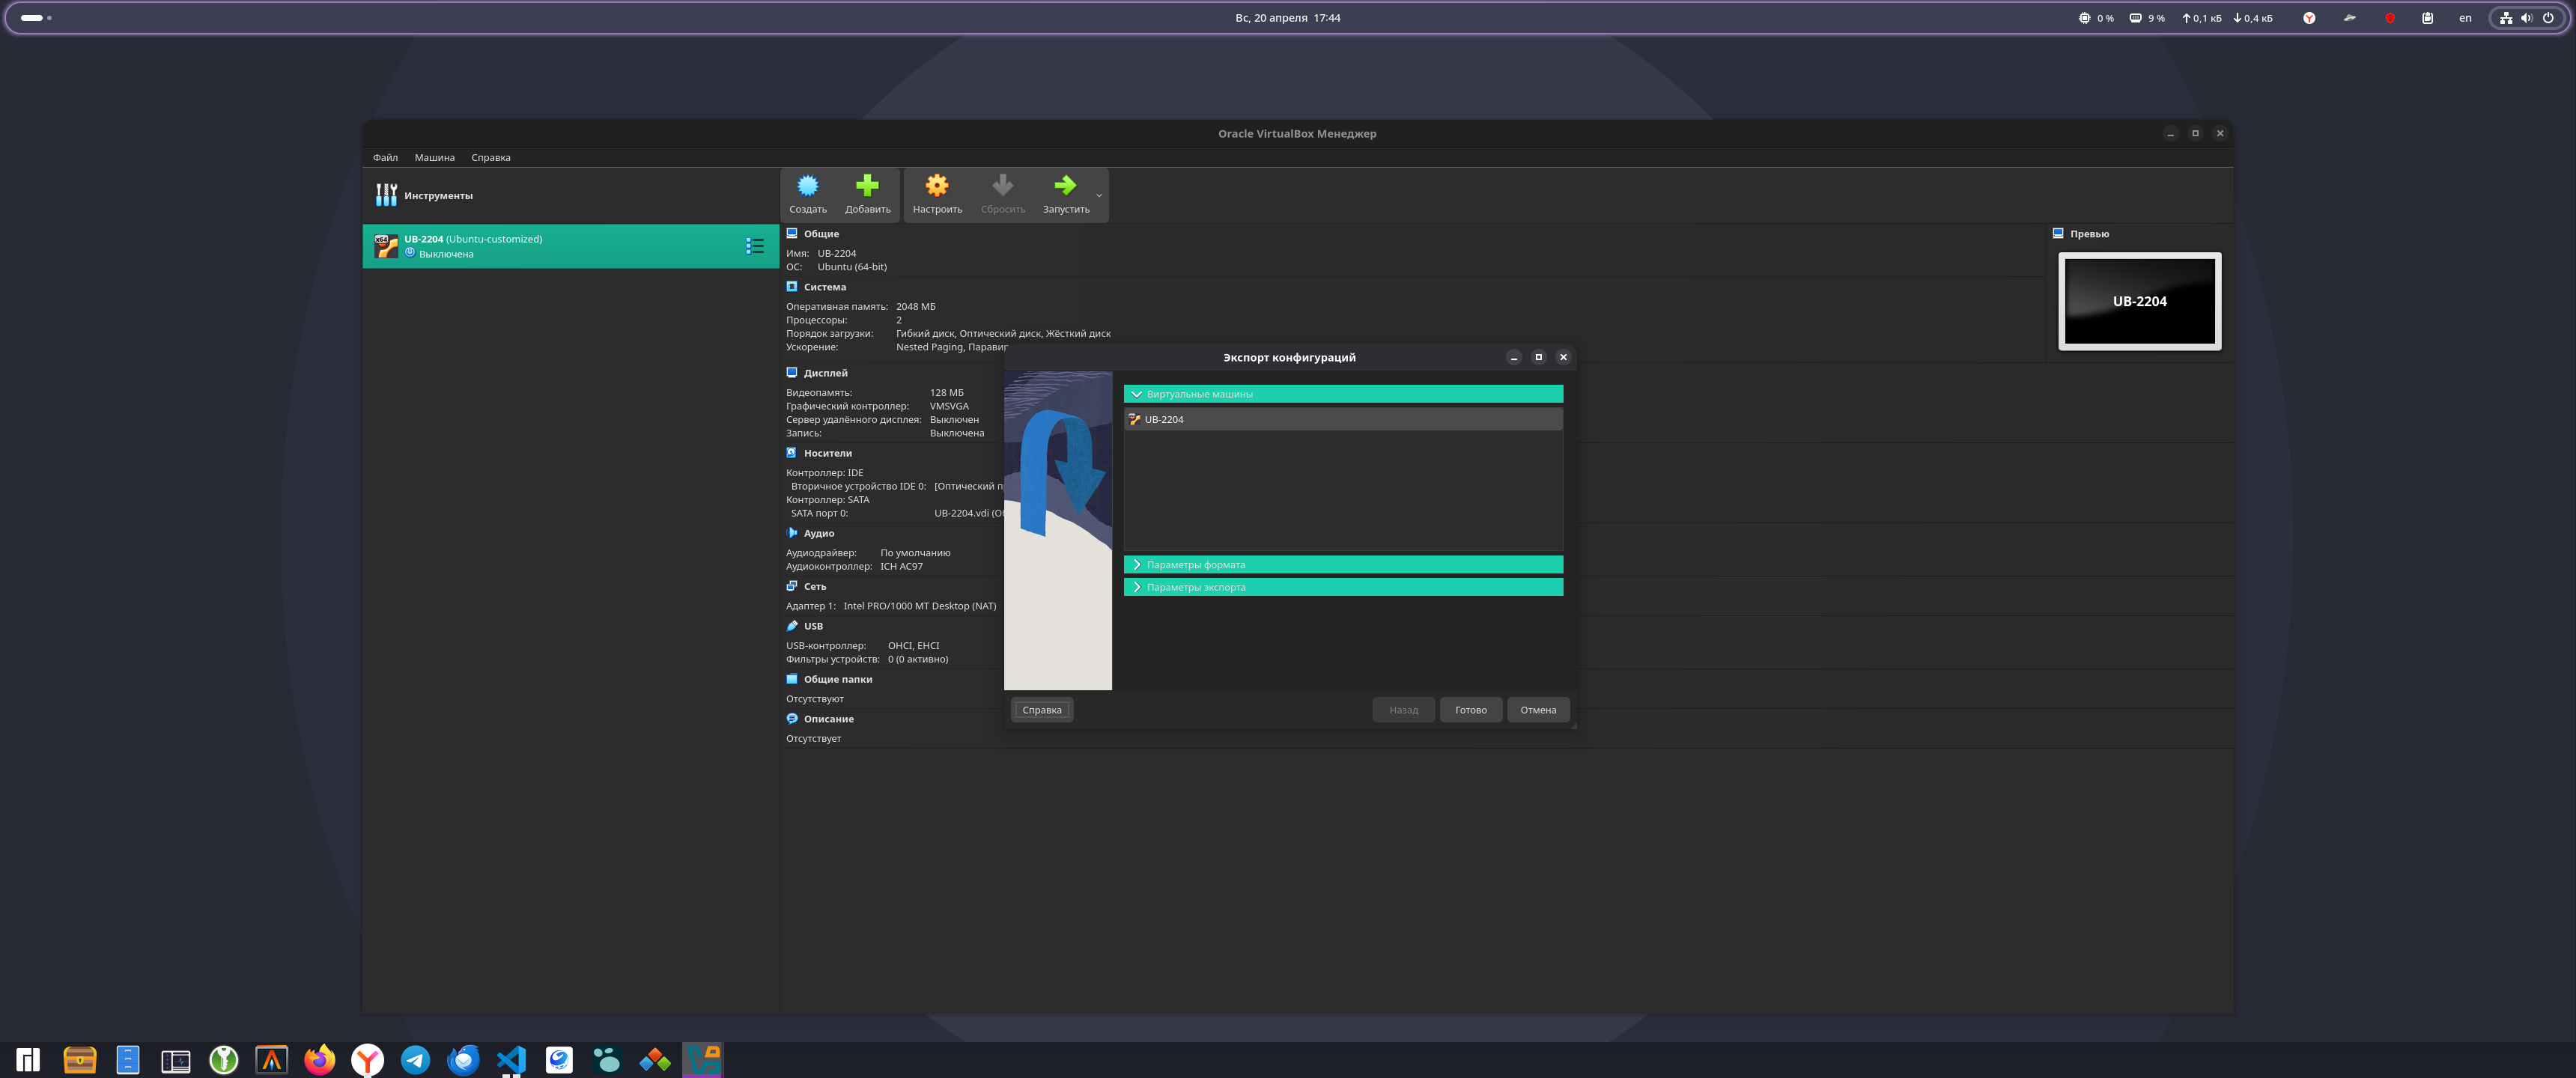 Вс, 20 апреля 17:44
0 %
9 %
0,1 кБ
0,4 кБ
en
Oracle VirtualBox Менеджер
Файл
Машина
Справка
Инструменты
Создать
Добавить
Настроить
Сбросить
Запустить
UB-2204 (Ubuntu-customized)
Выключена
Общие
Имя: UB-2204
ОС: Ubuntu (64-bit)
Превью
UB-2204
Система
Оперативная память: 2048 МБ
Процессоры: 2
Порядок загрузки: Гибкий диск, Оптический диск, Жёсткий диск
Ускорение: Nested Paging,
Дисплей
Видеопамять: 128 МБ
Графический контроллер: VMSVGA
Сервер удалённого дисплея: Выключен
Запись: Выключена
Носители
Контроллер: IDE
Вторичное устройство IDE 0: [Оптический
Контроллер: SATA
SATA порт 0: UB-2204.vdi
Аудио
Аудиодрайвер: По умолчанию
Аудиоконтроллер: ICH AC97
Сеть
Адаптер 1: Intel PRO/1000 MT Desktop (NAT)
USB
USB-контроллер: OHCI, EHCI
Фильтры устройств: 0 (0 активно)
Общие папки
Отсутствуют
Описание
Отсутствует
Экспорт конфигураций
Виртуальные машины
UB-2204
Параметры формата
Параметры экспорта
Справка
Назад
Готово
Отмена